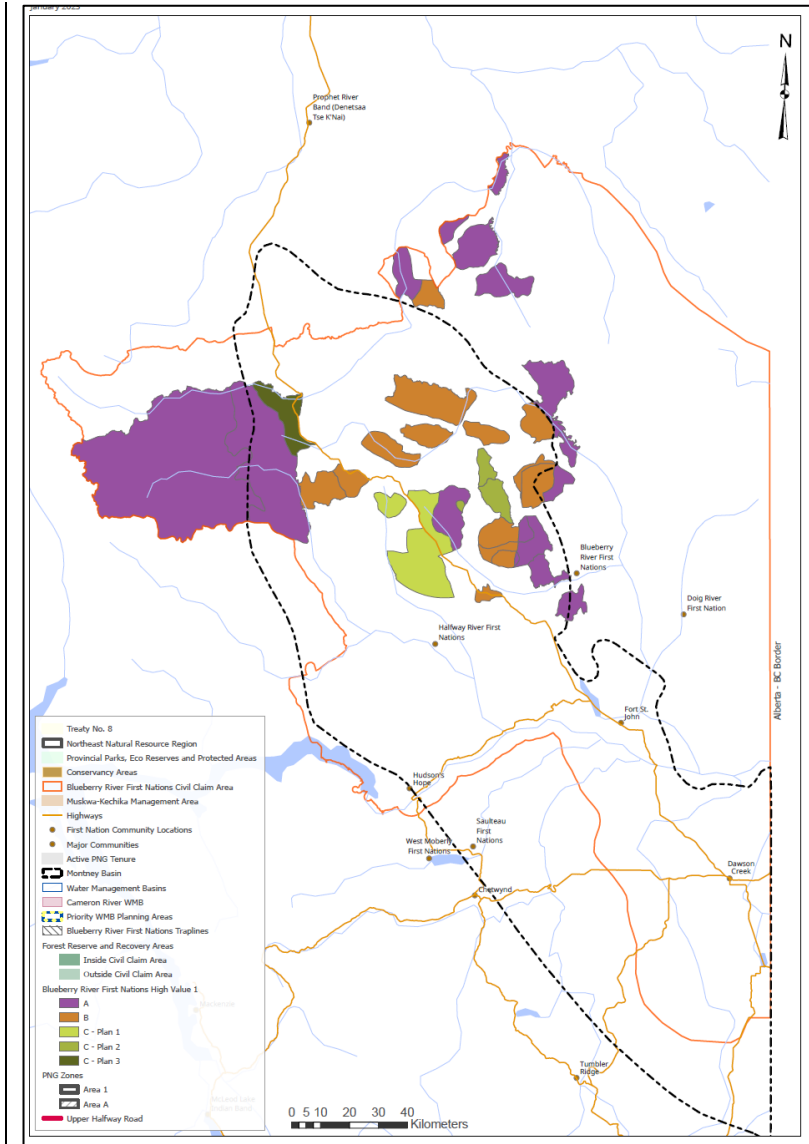 January 2023
N
Prophet River
Band (Denetsaa
Tse K'Nai)
Blueberry
River First
Nations
Doig River
First Nation
Halfway River First
Nations
Alberta - BC Border
Fort St.
John
Hudson's
Hope
Saulteau
First
Nations
West Moberly
First Nations
Chetwynd
Dawson
Creek
Tumbler
Ridge
Treaty No. 8
Northeast Natural Resource Region
Provincial Parks, Eco Reserves and Protected Areas
Conservancy Areas
Blueberry River First Nations Civil Claim Area
Muskwa-Kechika Management Area
Highways
First Nation Community Locations
Major Communities
Active PNG Tenure
Montney Basin
Water Management Basins
Cameron River WMB
Priority WMB Planning Areas
Blueberry River First Nations Traplines
Forest Reserve and Recovery Areas
Inside Civil Claim Area
Outside Civil Claim Area
Blueberry River First Nations High Value 1
Mackenzie
A
B
C - Plan 1
C - Plan 2
C - Plan 3
PNG Zones
Area 1
McLeod Lake
Indian Band
Area A
Upper Halfway Road
0 5 10 20 30 40
Kilometers